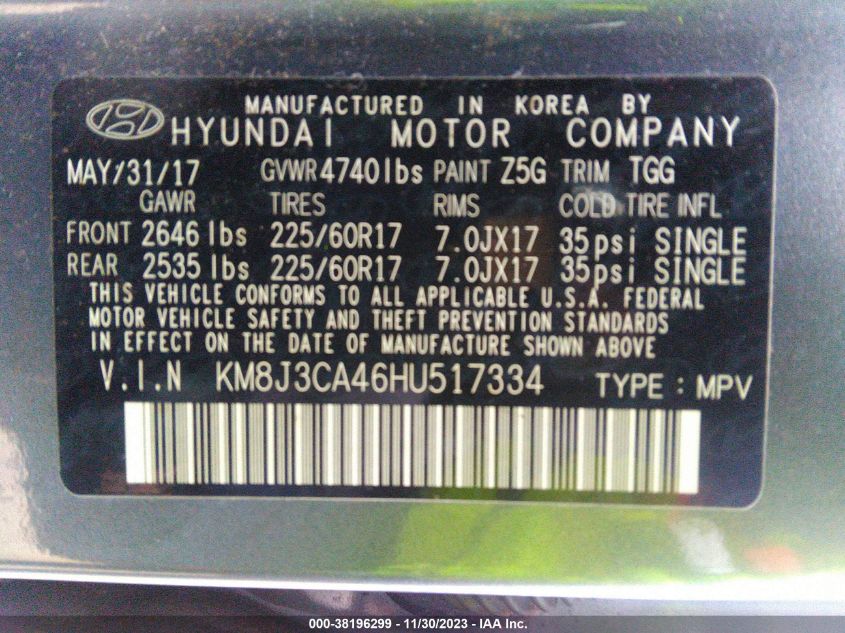 MANUFACTURED IN KOREA BY
HYUNDAI MOTOR COMPANY
MAY/31/17 GVWR 4740lbs PAINT Z5G TRIM TGG
GAWR TIRES RIMS COLD TIRE INFL
FRONT 2646 lbs 225/60R17 7.0JX17 35psi SINGLE
REAR 2535 lbs 225/60R17 7.0JX17 35psi SINGLE
THIS VEHICLE CONFORMS TO ALL APPLICABLE U.S.A. FEDERAL
MOTOR VEHICLE SAFETY AND THEFT PREVENTION STANDARDS
IN EFFECT ON THE DATE OF MANUFACTURE SHOWN ABOVE
V.I.N KM8J3CA46HU517334 TYPE : MPV
000-38196299 - 11/30/2023 - IAA Inc.